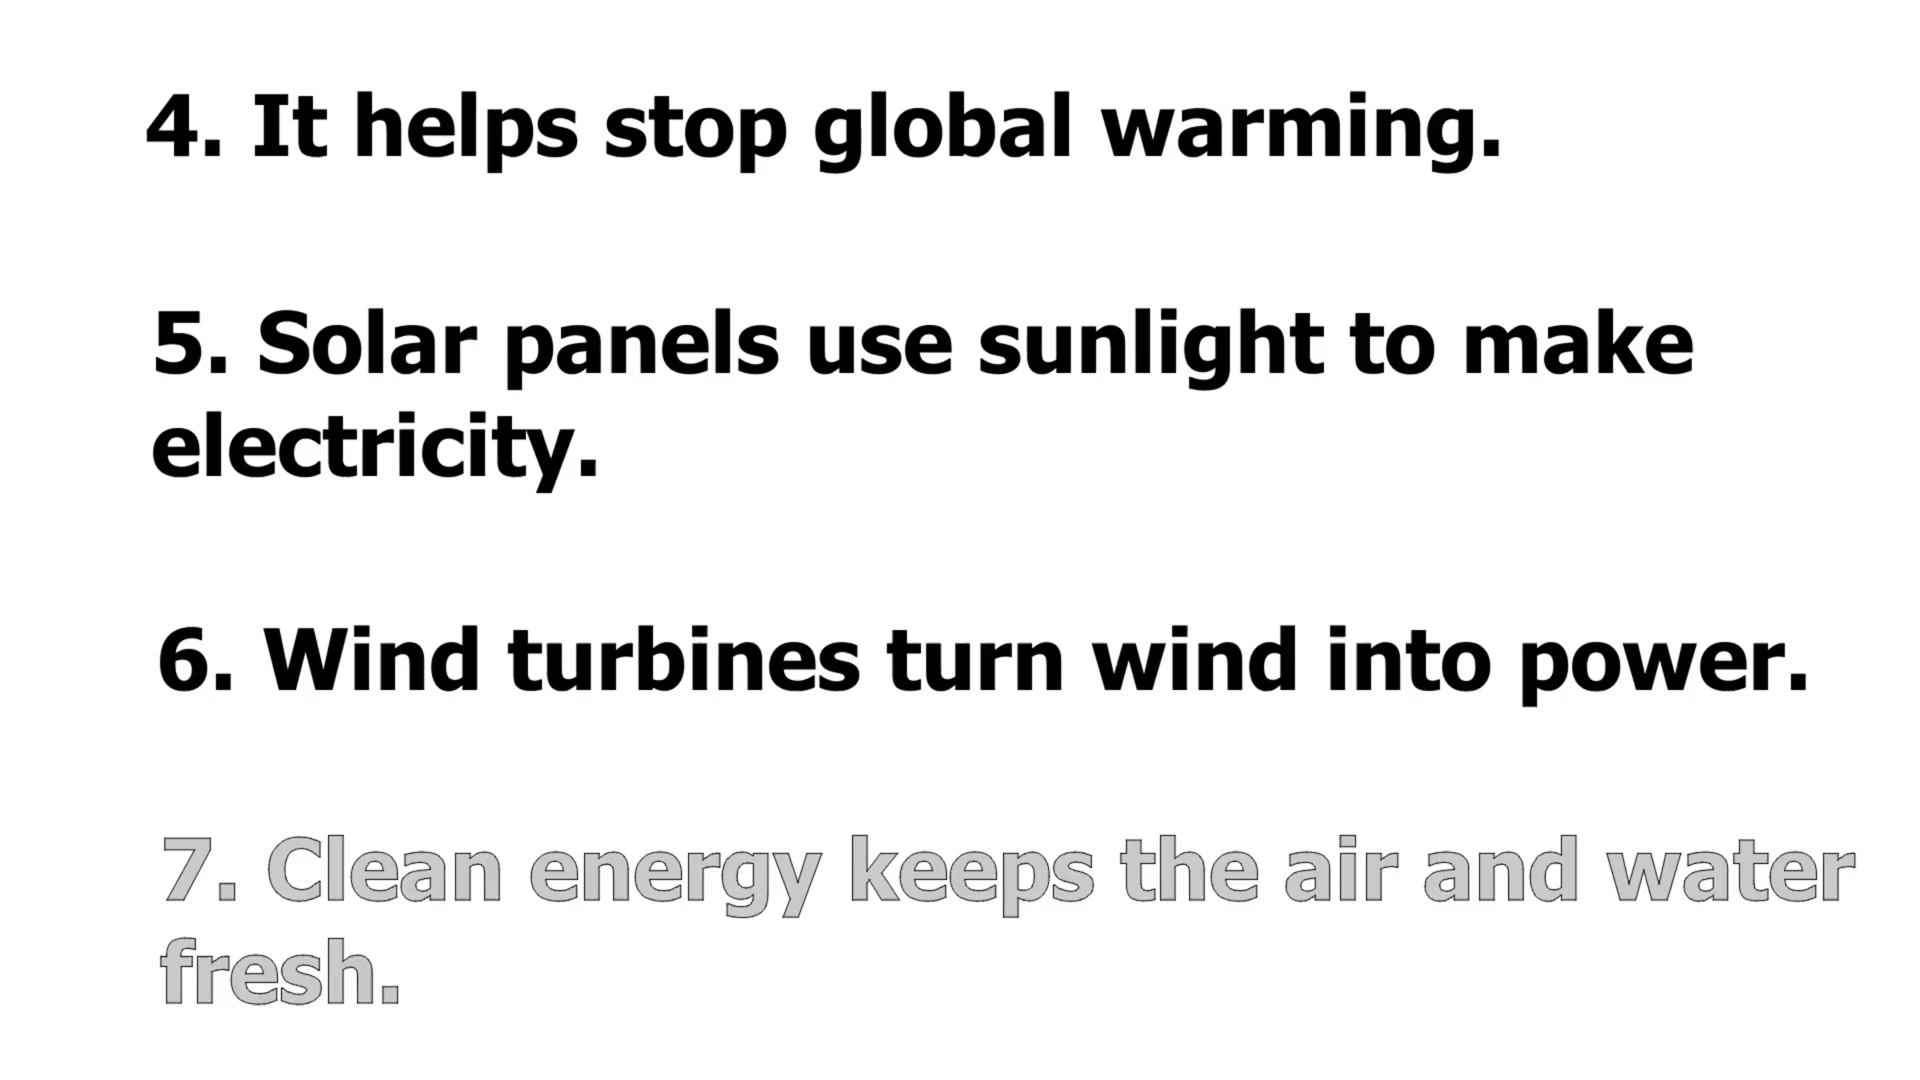 4. It helps stop global warming.
5. Solar panels use sunlight to make
electricity.
6. Wind turbines turn wind into power.
7. Clean energy keeps the air and water
fresh.